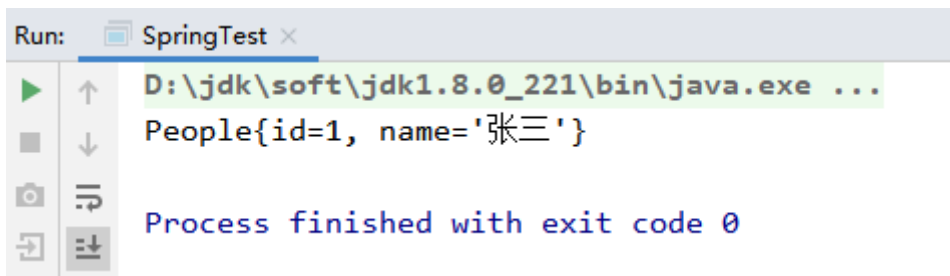 Run: SpringTest ×
D:\jdk\soft\jdk1.8.0_221\bin\java.exe ...
People{id=1, name='张三'}
Process finished with exit code 0